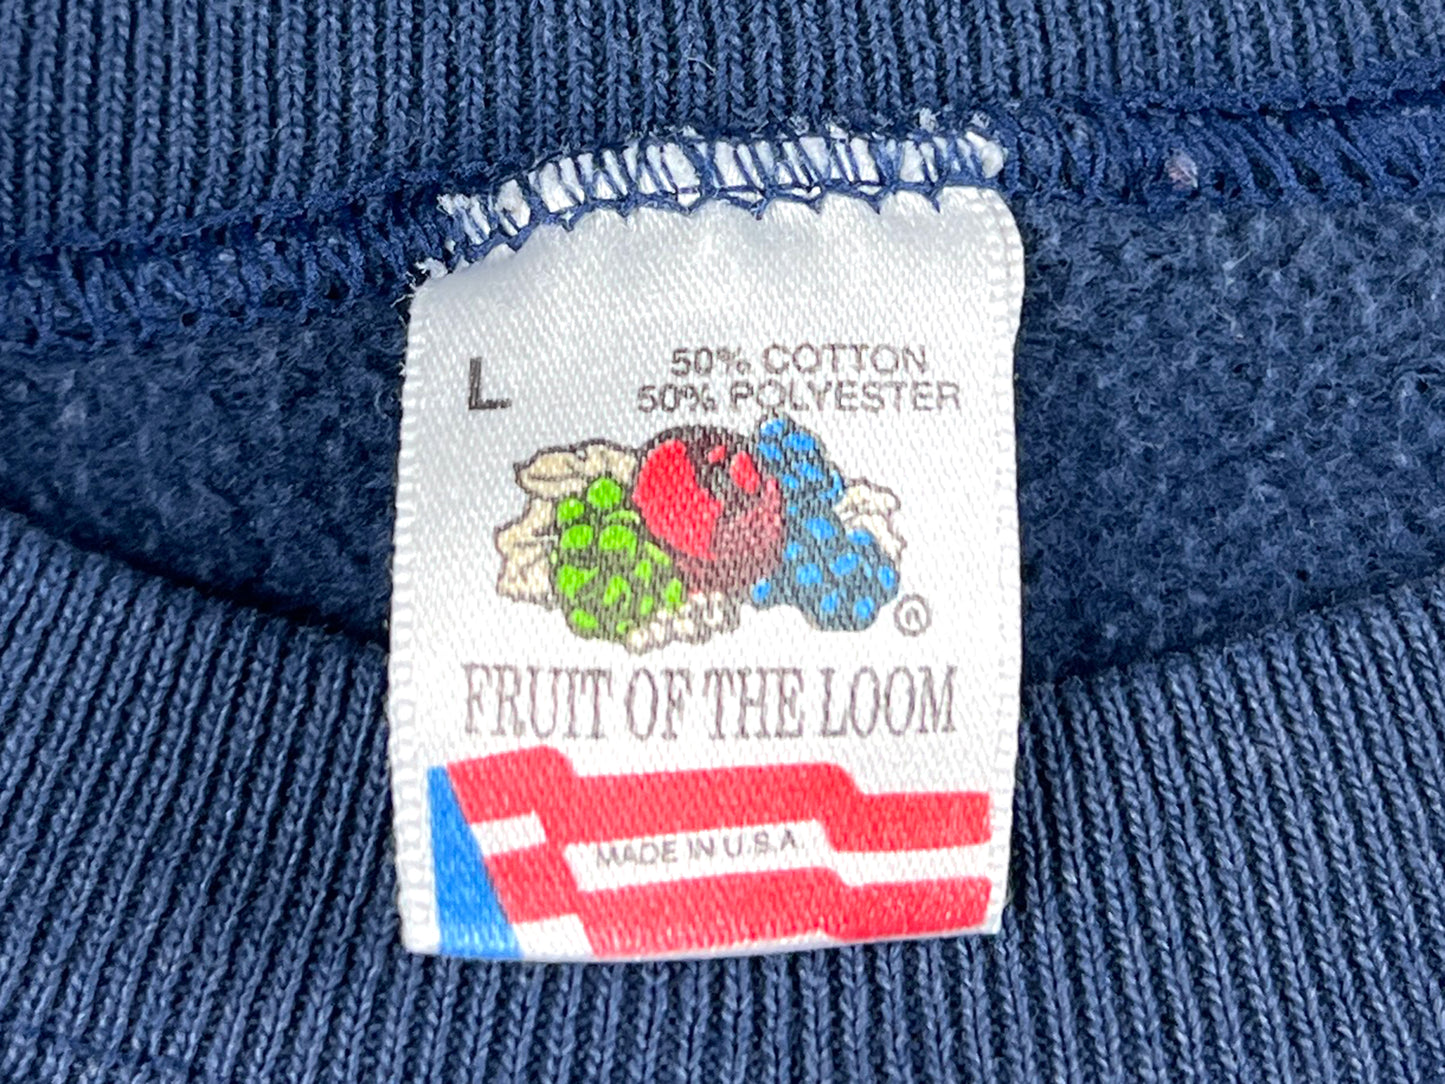 L
50% COTTON
50% POLYESTER
®
FRUIT OF THE LOOM
MADE IN U.S.A.